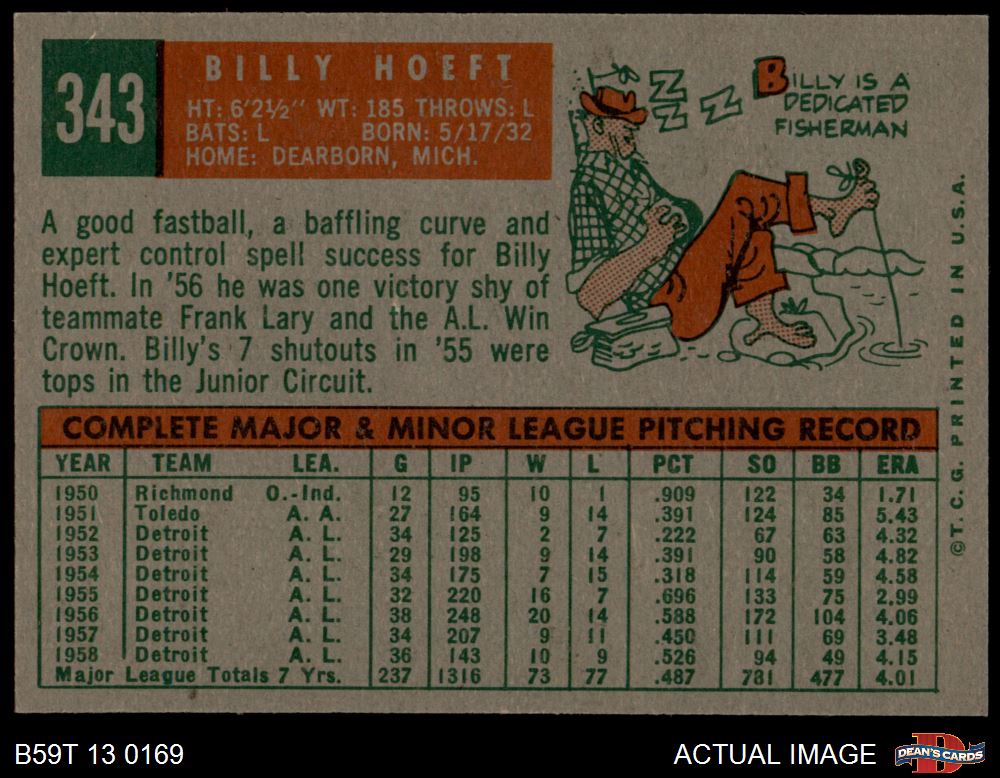 343
BILLY HOEFT
HT: 6'2½" WT: 185 THROWS: L
BATS: L BORN: 5/17/32
HOME: DEARBORN, MICH.
Z Z Z Z
BILLY IS A
DEDICATED
FISHERMAN
A good fastball, a baffling curve and
expert control spell success for Billy
Hoeft. In '56 he was one victory shy of
teammate Frank Lary and the A.L. Win
Crown. Billy's 7 shutouts in '55 were
tops in the Junior Circuit.
COMPLETE MAJOR & MINOR LEAGUE PITCHING RECORD
YEAR TEAM LEA. G IP W L PCT SO BB ERA
1950 Richmond O.-Ind. 12 95 10 1 .909 122 34 1.71
1951 Toledo A. A. 27 164 9 14 .391 124 85 5.43
1952 Detroit A. L. 34 125 2 7 .222 67 63 4.32
1953 Detroit A. L. 29 198 9 14 .391 90 58 4.82
1954 Detroit A. L. 34 175 7 15 .318 114 59 4.58
1955 Detroit A. L. 32 220 16 7 .696 133 75 2.99
1956 Detroit A. L. 38 248 20 14 .588 172 104 4.06
1957 Detroit A. L. 34 207 9 11 .450 111 69 3.48
1958 Detroit A. L. 36 143 10 9 .526 94 49 4.15
Major League Totals 7 Yrs. 237 1316 73 77 .487 781 477 4.01
©T. C. G. PRINTED IN U.S.A.
B59T 13 0169
ACTUAL IMAGE
DEAN'S CARDS